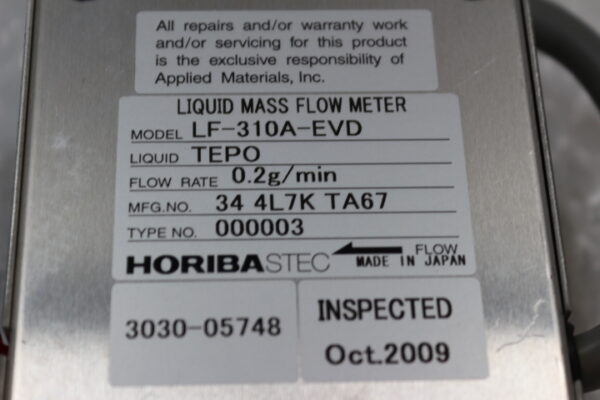 All repairs and/or warranty work
and/or servicing for this product
is the exclusive responsibility of
Applied Materials, Inc.
LIQUID MASS FLOW METER
MODEL LF-310A-EVD
LIQUID TEPO
FLOW RATE 0.2g/min
MFG.NO. 34 4L7K TA67
TYPE NO. 000003
HORIBASTEC FLOW
MADE IN JAPAN
3030-05748
INSPECTED
Oct.2009